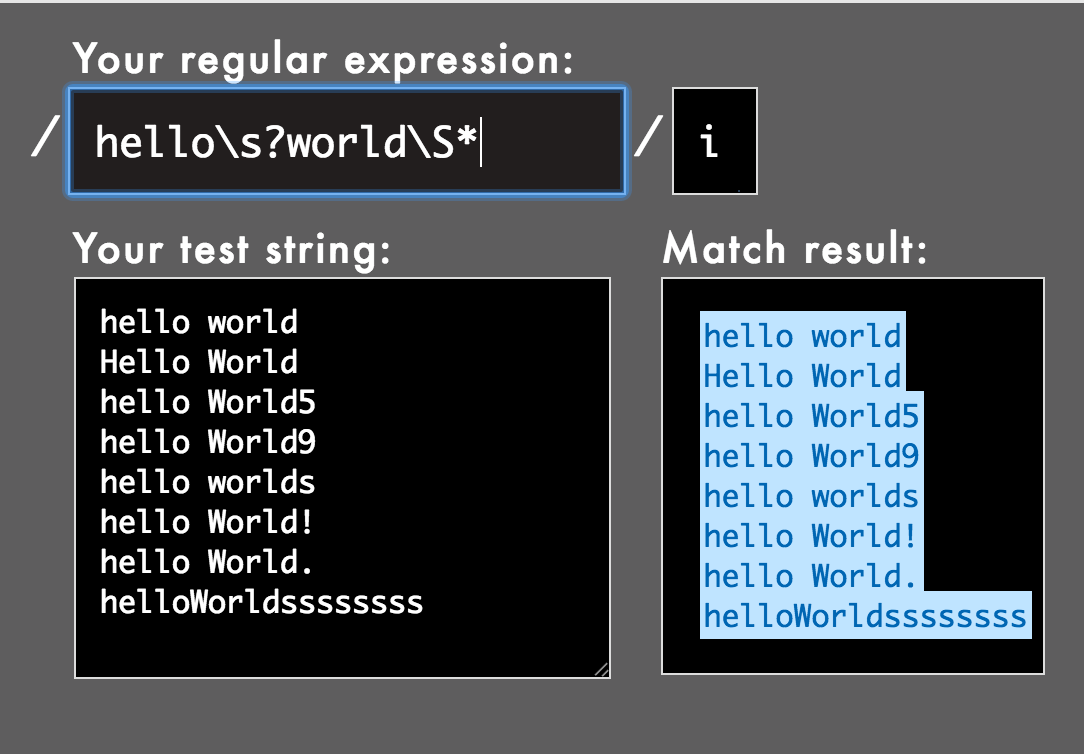 Your regular expression:
/ hello\s?world\S* / i
Your test string:
hello world
Hello World
hello World5
hello World9
hello worlds
hello World!
hello World.
helloWorldssssssss
Match result:
hello world
Hello World
hello World5
hello World9
hello worlds
hello World!
hello World.
helloWorldssssssss